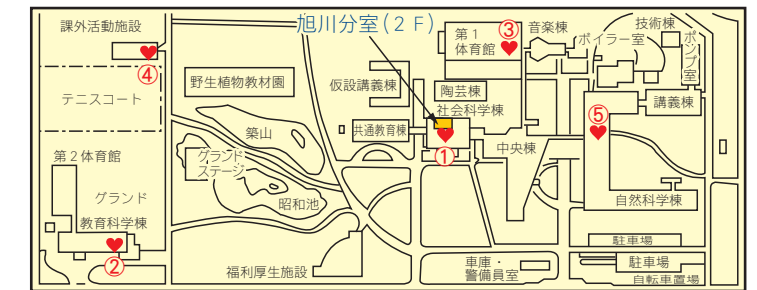 課外活動施設
④
テニスコート
第2体育館
グランド
教育科学棟
②
野生植物教材園
築山
グランド
ステージ
昭和池
福利厚生施設
旭川分室(2F)
仮設講義棟
共通教育棟
陶芸棟
社会科学棟
①
第1
体育館
③
音楽棟
中央棟
車庫・
警備員室
技術棟
ボイラー室
ポンプ室
講義棟
⑤
自然科学棟
駐車場
駐車場
自転車置場